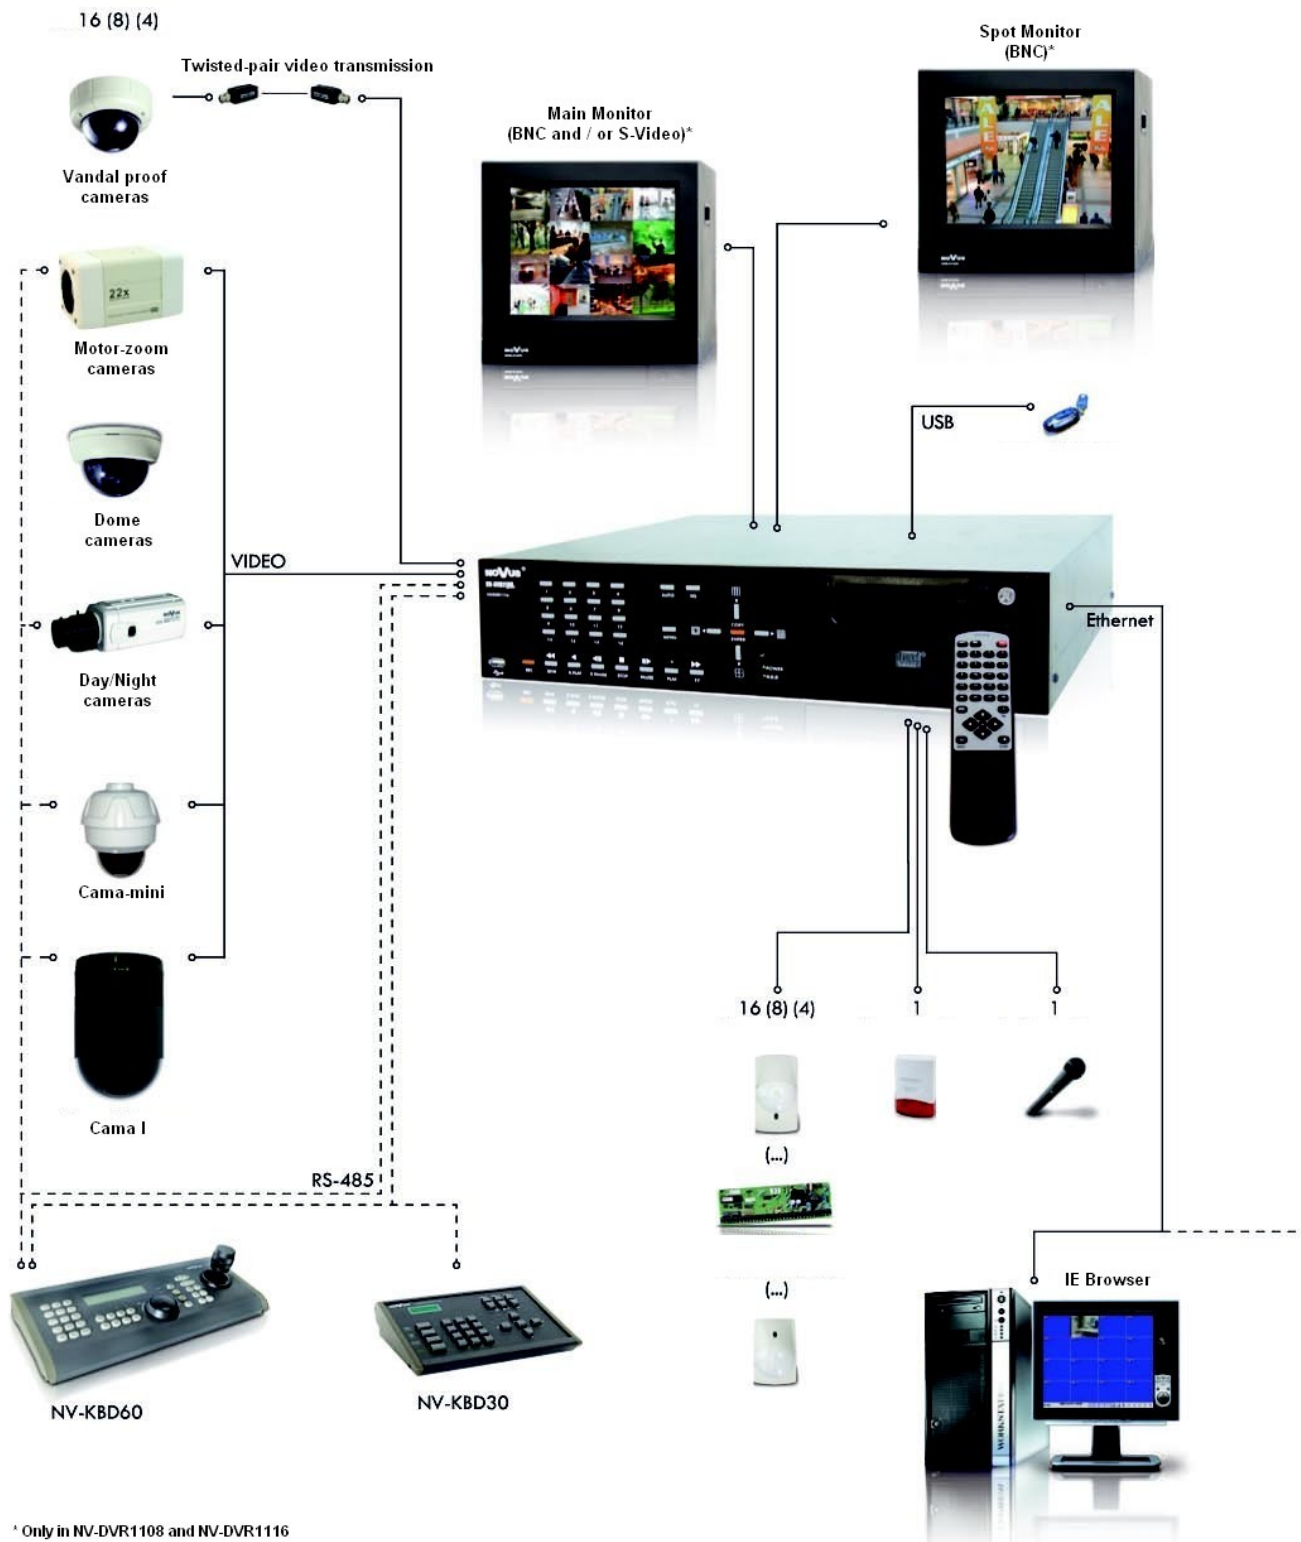 16 (8) (4)
Twisted-pair video transmission
Vandal proof
cameras
Main Monitor
(BNC and / or S-Video)*
Spot Monitor
(BNC)*
22x
Motor-zoom
cameras
USB
Dome
cameras
VIDEO
NOVUS
Ethernet
Day/Night
cameras
Cama-mini
16 (8) (4)
1
1
Cama I
(...)
RS-485
(...)
IE Browser
NV-KBD60
NV-KBD30
* Only in NV-DVR1108 and NV-DVR1116